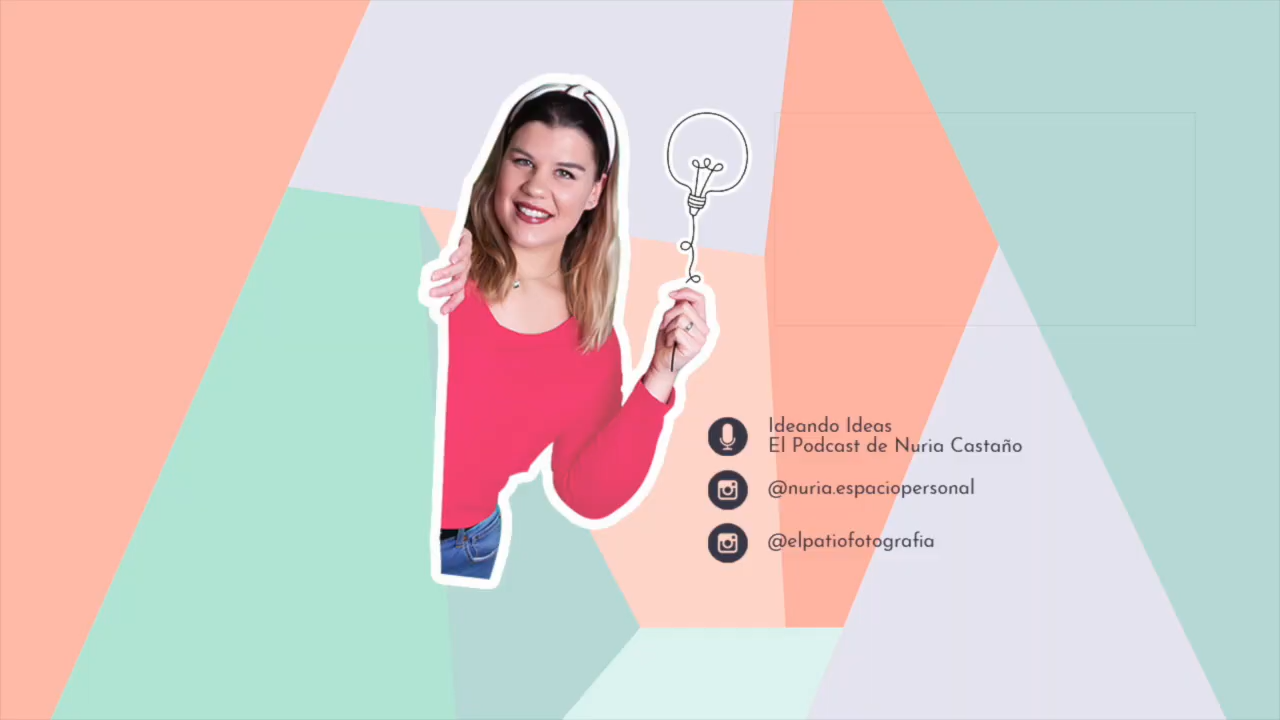 Ideando Ideas
El Podcast de Nuria Castaño
@nuria.espaciopersonal
@elpatiofotografia